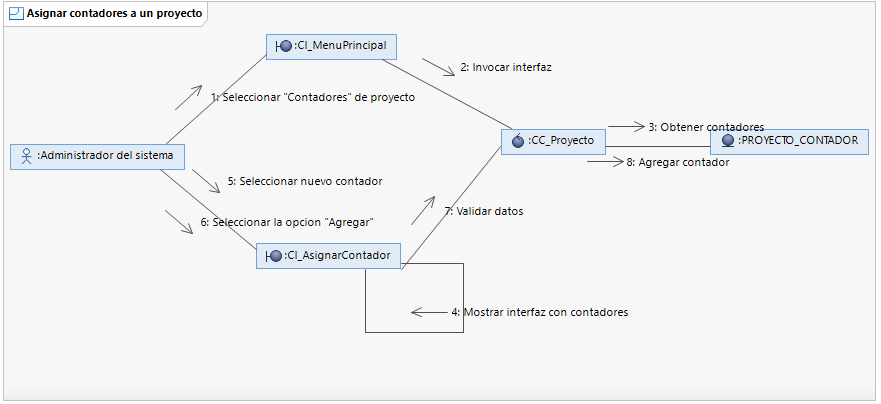 Asignar contadores a un proyecto
:CI_MenuPrincipal
2: Invocar interfaz
1: Seleccionar "Contadores" de proyecto
3: Obtener contadores
:CC_Proyecto
:PROYECTO_CONTADOR
:Administrador del sistema
8: Agregar contador
5: Seleccionar nuevo contador
7: Validar datos
6: Seleccionar la opcion "Agregar"
:CI_AsignarContador
4: Mostrar interfaz con contadores